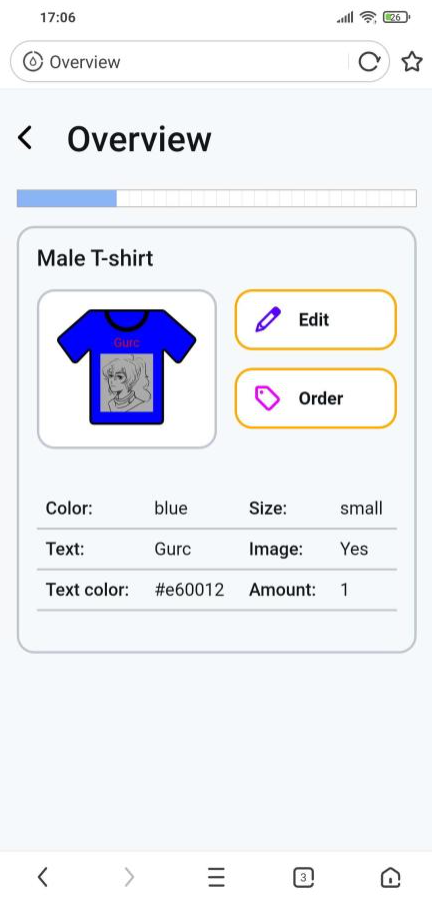 17:06
26
Overview
Overview
Male T-shirt
Gurc
Edit
Order
Color: blue Size: small
Text: Gurc Image: Yes
Text color: #e60012 Amount: 1
3